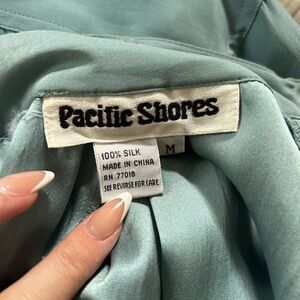 Pacific Shores
100% SILK
M
MADE IN CHINA
RN 77018
SEE REVERSE FOR CARE